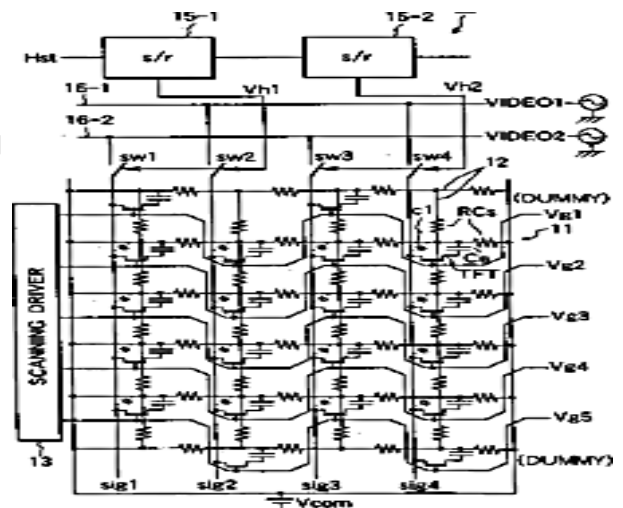 15-1 15-2
Hst s/r s/r
16-1 Vh1 Vh2
VIDEO1
16-2
VIDEO2
sw1 sw2 sw3 sw4 12
(DUMMY)
c1 RCs Vg1
11
Cs
TFT Vg2
Vg3
Vg4
Vg5
SCANNING DRIVER
13
(DUMMY)
sig1 sig2 sig3 sig4
Vcom